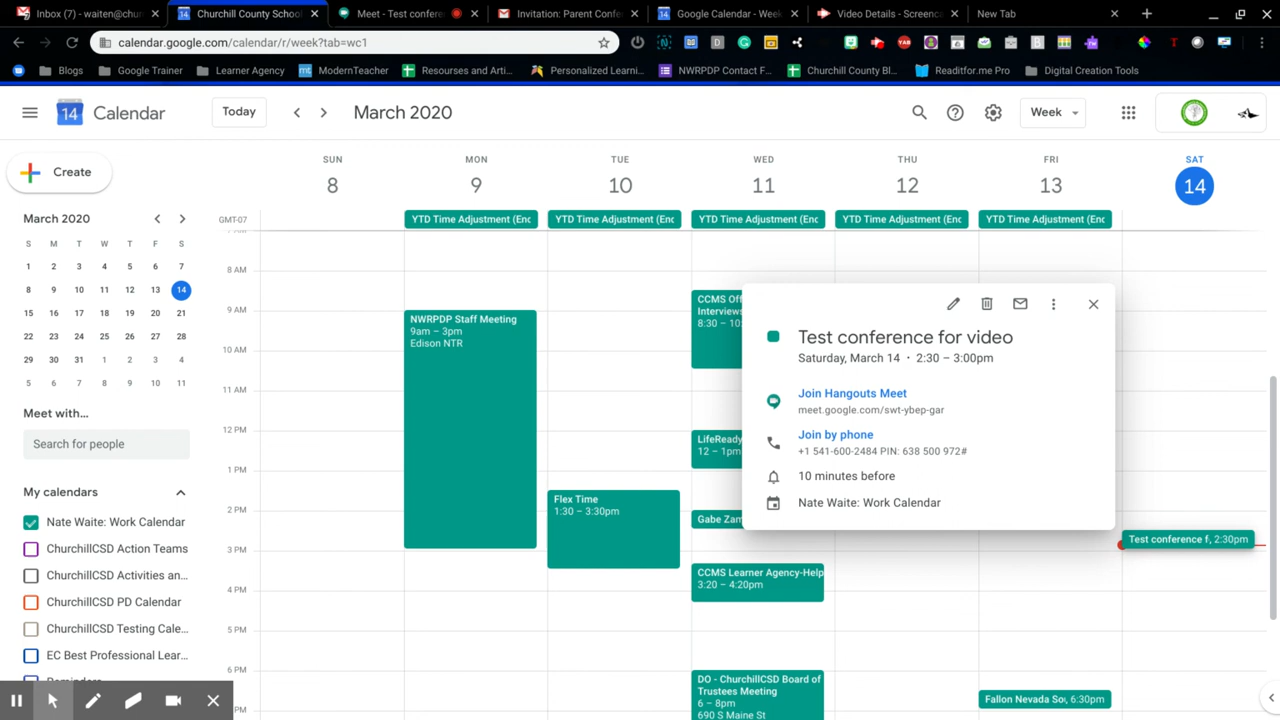 Inbox (7) - waiten@chur
Churchill County School
Meet - Test confere
Invitation: Parent Confe
Google Calendar - Week
Video Details - Screenca
New Tab
calendar.google.com/calendar/r/week?tab=wc1
Blogs
Google Trainer
Learner Agency
ModernTeacher
Resourses and Arti...
Personalized Learni...
NWRPDP Contact F...
Churchill County Bl...
Readitfor.me Pro
Digital Creation Tools
14
Calendar
Today
March 2020
Week
Create
SUN
8
MON
9
TUE
10
WED
11
THU
12
FRI
13
SAT
14
March 2020
S M T W T F S
1 2 3 4 5 6 7
8 9 10 11 12 13 14
15 16 17 18 19 20 21
22 23 24 25 26 27 28
29 30 31 1 2 3 4
5 6 7 8 9 10 11
GMT-07
YTD Time Adjustment (Enc
YTD Time Adjustment (Enc
YTD Time Adjustment (Enc
YTD Time Adjustment (Enc
YTD Time Adjustment (Enc
8 AM
9 AM
10 AM
11 AM
12 PM
1 PM
2 PM
3 PM
4 PM
5 PM
6 PM
PM
NWRPDP Staff Meeting
9am – 3pm
Edison NTR
Flex Time
1:30 – 3:30pm
CCMS Off
Interviews
8:30 – 10:
LifeReady
12 – 1pm
Gabe Zam
CCMS Learner Agency-Help
3:20 – 4:20pm
DO - ChurchillCSD Board of
Trustees Meeting
6 – 8pm
690 S Maine St
Test conference for video
Saturday, March 14 · 2:30 – 3:00pm
Join Hangouts Meet
meet.google.com/swt-ybep-gar
Join by phone
+1 541-600-2484 PIN: 638 500 972#
10 minutes before
Nate Waite: Work Calendar
Test conference f, 2:30pm
Fallon Nevada So, 6:30pm
Meet with...
Search for people
My calendars
Nate Waite: Work Calendar
ChurchillCSD Action Teams
ChurchillCSD Activities an...
ChurchillCSD PD Calendar
ChurchillCSD Testing Cale...
EC Best Professional Lear...
Reminders